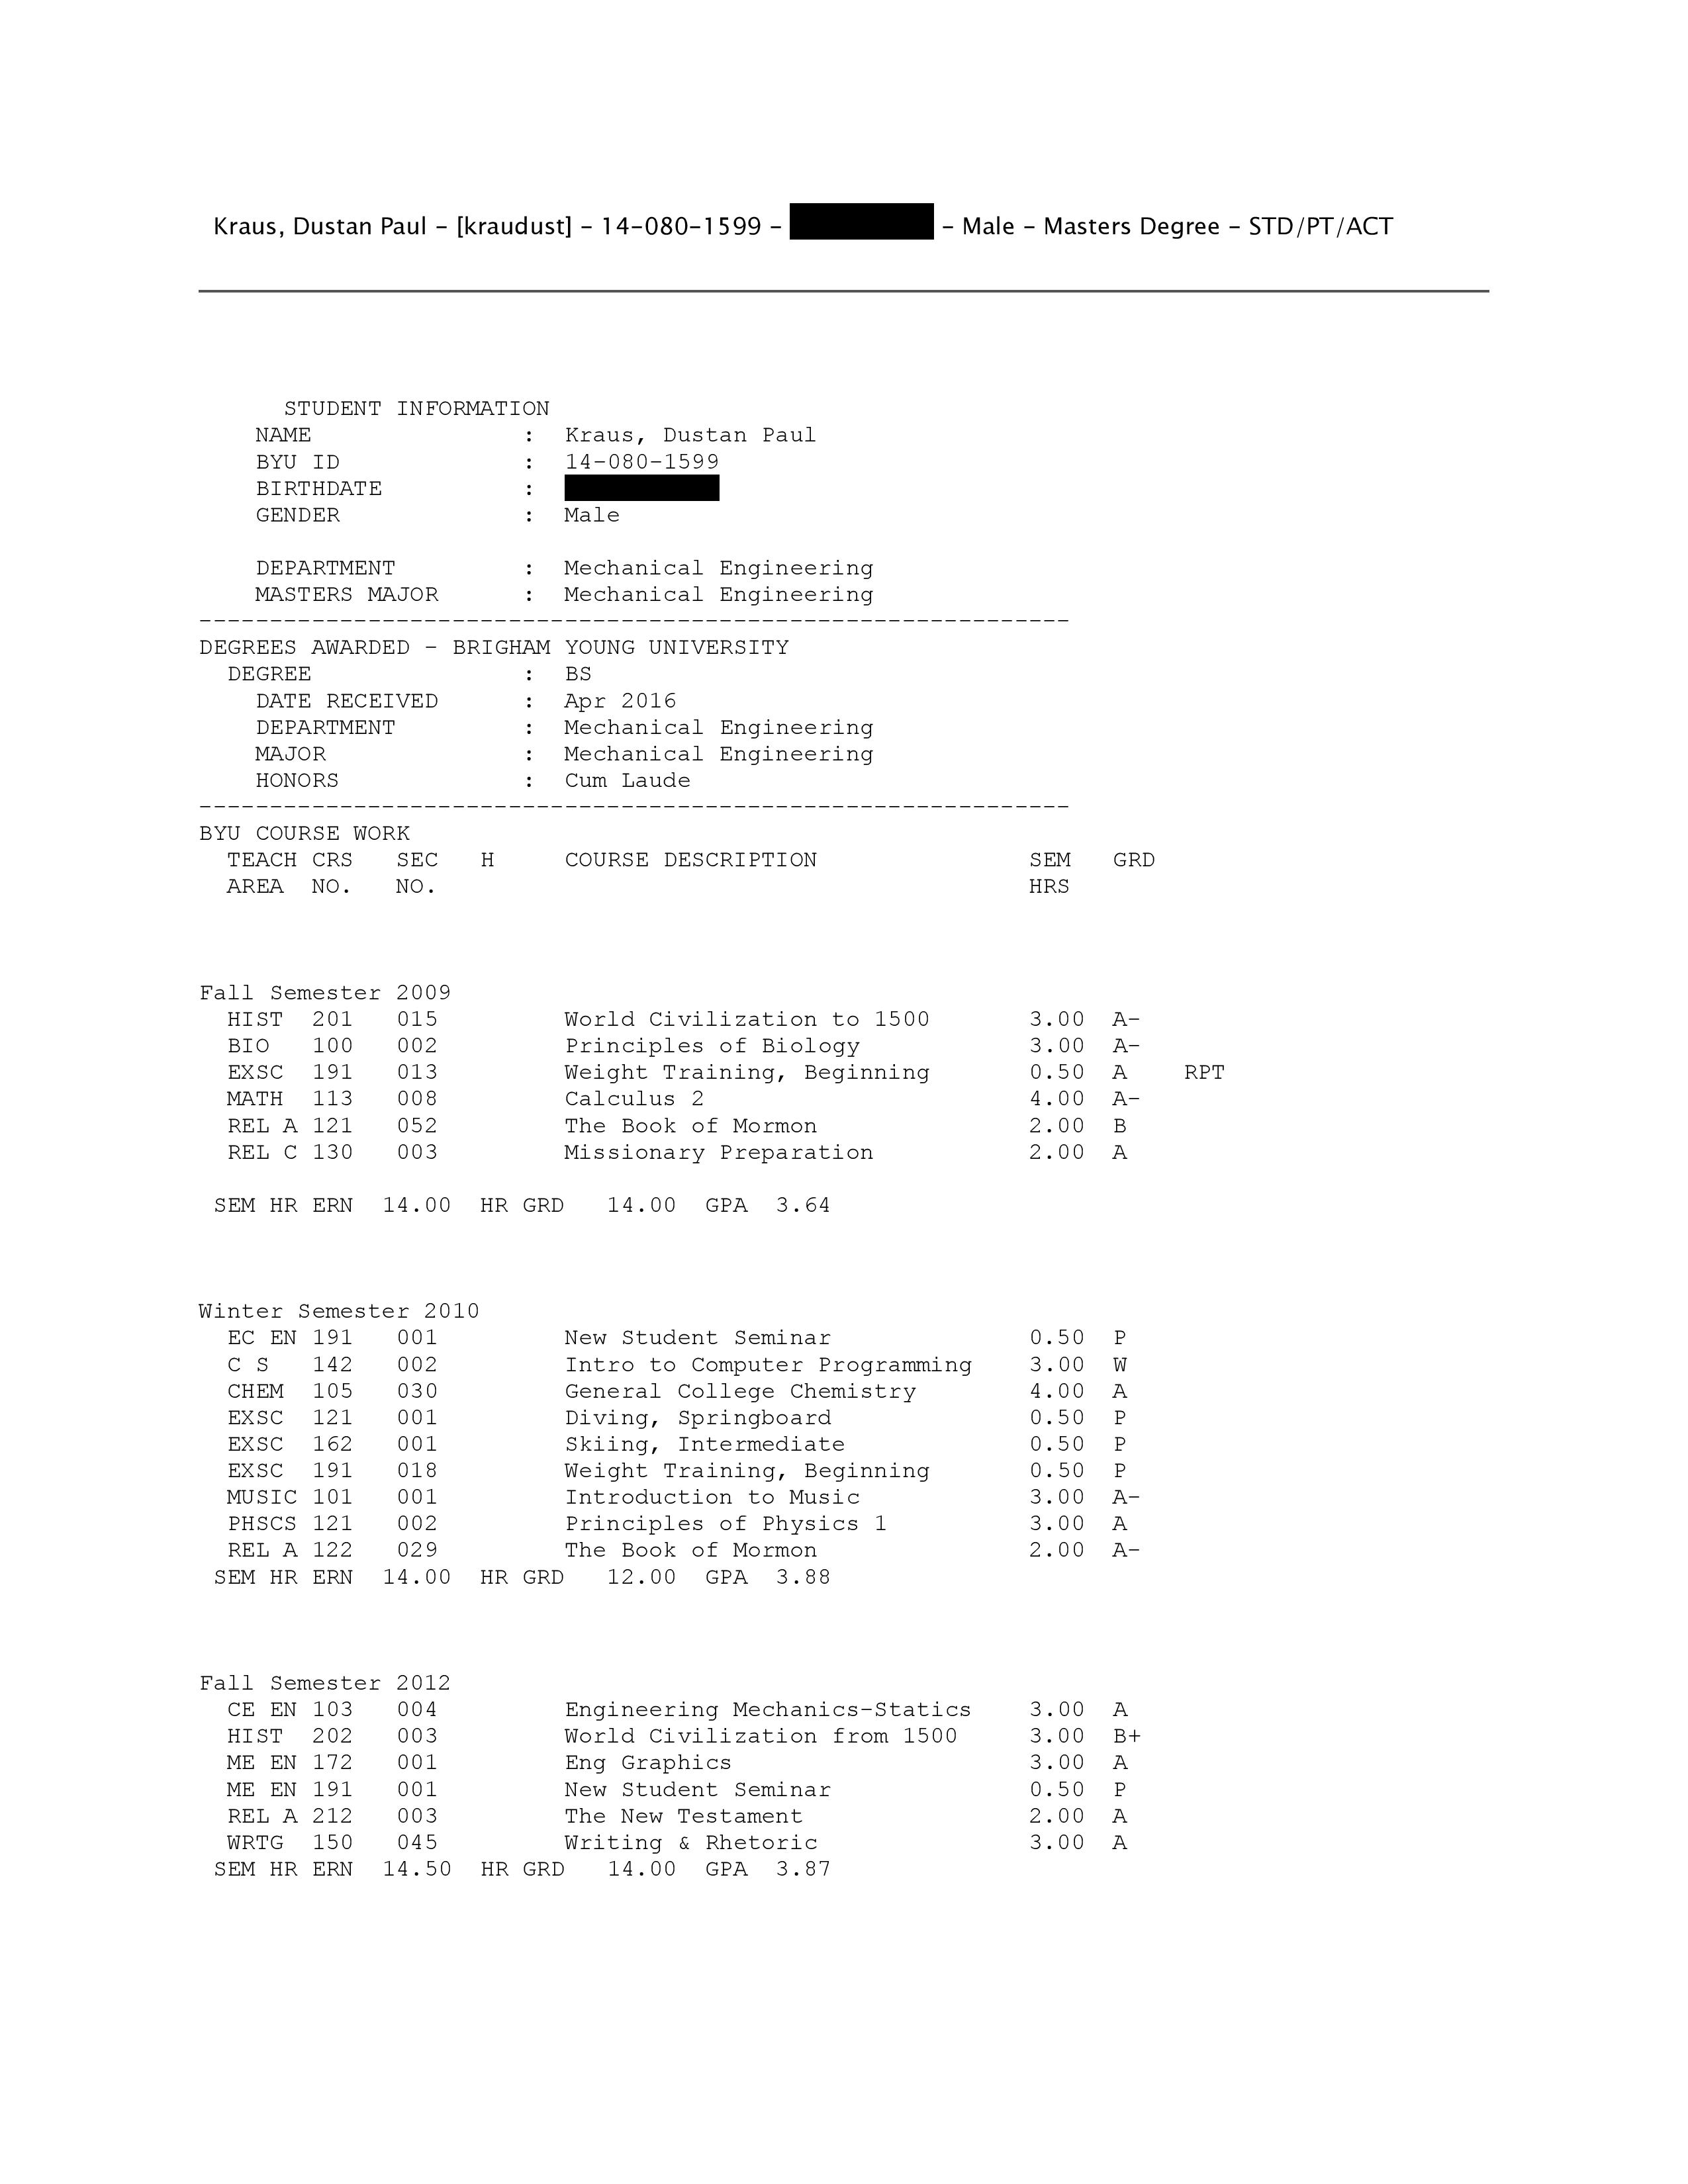 Kraus, Dustan Paul – [kraudust] – 14–080–1599 – – Male – Masters Degree – STD/PT/ACT
STUDENT INFORMATION
NAME : Kraus, Dustan Paul
BYU ID : 14-080-1599
BIRTHDATE :
GENDER : Male
DEPARTMENT : Mechanical Engineering
MASTERS MAJOR : Mechanical Engineering
--------------------------------------------------------------
DEGREES AWARDED - BRIGHAM YOUNG UNIVERSITY
DEGREE : BS
DATE RECEIVED : Apr 2016
DEPARTMENT : Mechanical Engineering
MAJOR : Mechanical Engineering
HONORS : Cum Laude
--------------------------------------------------------------
BYU COURSE WORK
TEACH CRS SEC H COURSE DESCRIPTION SEM GRD
AREA NO. NO. HRS
Fall Semester 2009
HIST 201 015 World Civilization to 1500 3.00 A-
BIO 100 002 Principles of Biology 3.00 A-
EXSC 191 013 Weight Training, Beginning 0.50 A RPT
MATH 113 008 Calculus 2 4.00 A-
REL A 121 052 The Book of Mormon 2.00 B
REL C 130 003 Missionary Preparation 2.00 A
SEM HR ERN 14.00 HR GRD 14.00 GPA 3.64
Winter Semester 2010
EC EN 191 001 New Student Seminar 0.50 P
C S 142 002 Intro to Computer Programming 3.00 W
CHEM 105 030 General College Chemistry 4.00 A
EXSC 121 001 Diving, Springboard 0.50 P
EXSC 162 001 Skiing, Intermediate 0.50 P
EXSC 191 018 Weight Training, Beginning 0.50 P
MUSIC 101 001 Introduction to Music 3.00 A-
PHSCS 121 002 Principles of Physics 1 3.00 A
REL A 122 029 The Book of Mormon 2.00 A-
SEM HR ERN 14.00 HR GRD 12.00 GPA 3.88
Fall Semester 2012
CE EN 103 004 Engineering Mechanics-Statics 3.00 A
HIST 202 003 World Civilization from 1500 3.00 B+
ME EN 172 001 Eng Graphics 3.00 A
ME EN 191 001 New Student Seminar 0.50 P
REL A 212 003 The New Testament 2.00 A
WRTG 150 045 Writing & Rhetoric 3.00 A
SEM HR ERN 14.50 HR GRD 14.00 GPA 3.87